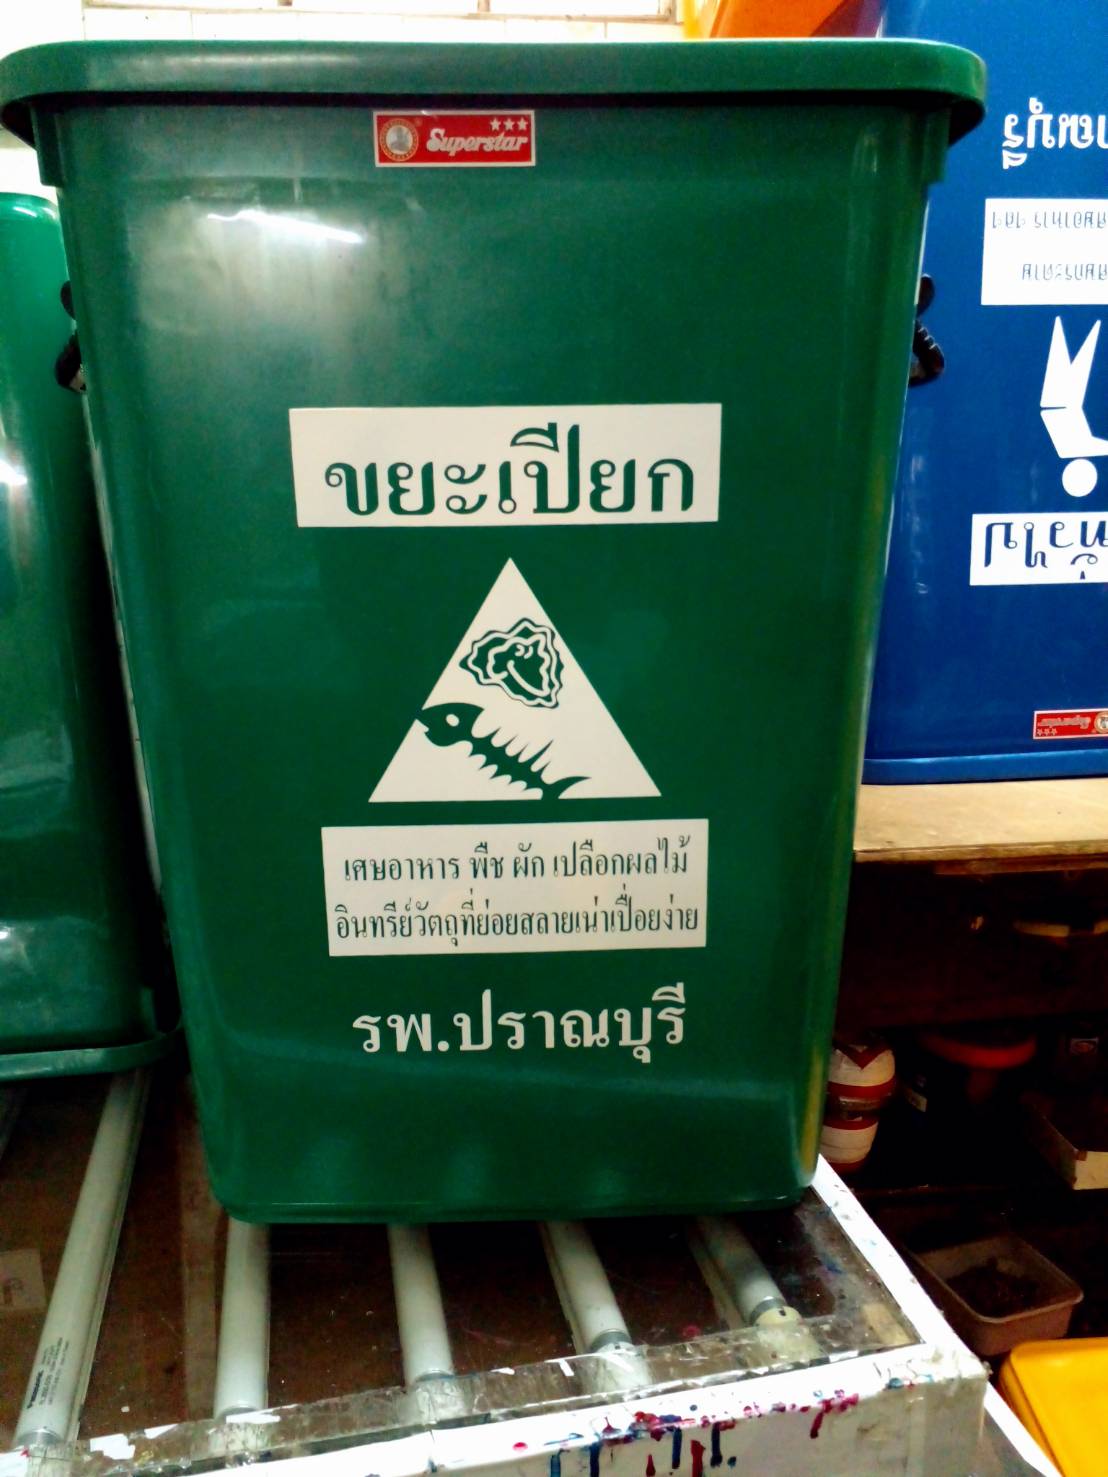 Superstar
ขยะเปียก
เศษอาหาร พืช ผัก เปลือกผลไม้
อินทรีย์วัตถุที่ย่อยสลายเน่าเปื่อยง่าย
รพ.ปราณบุรี
Superstar